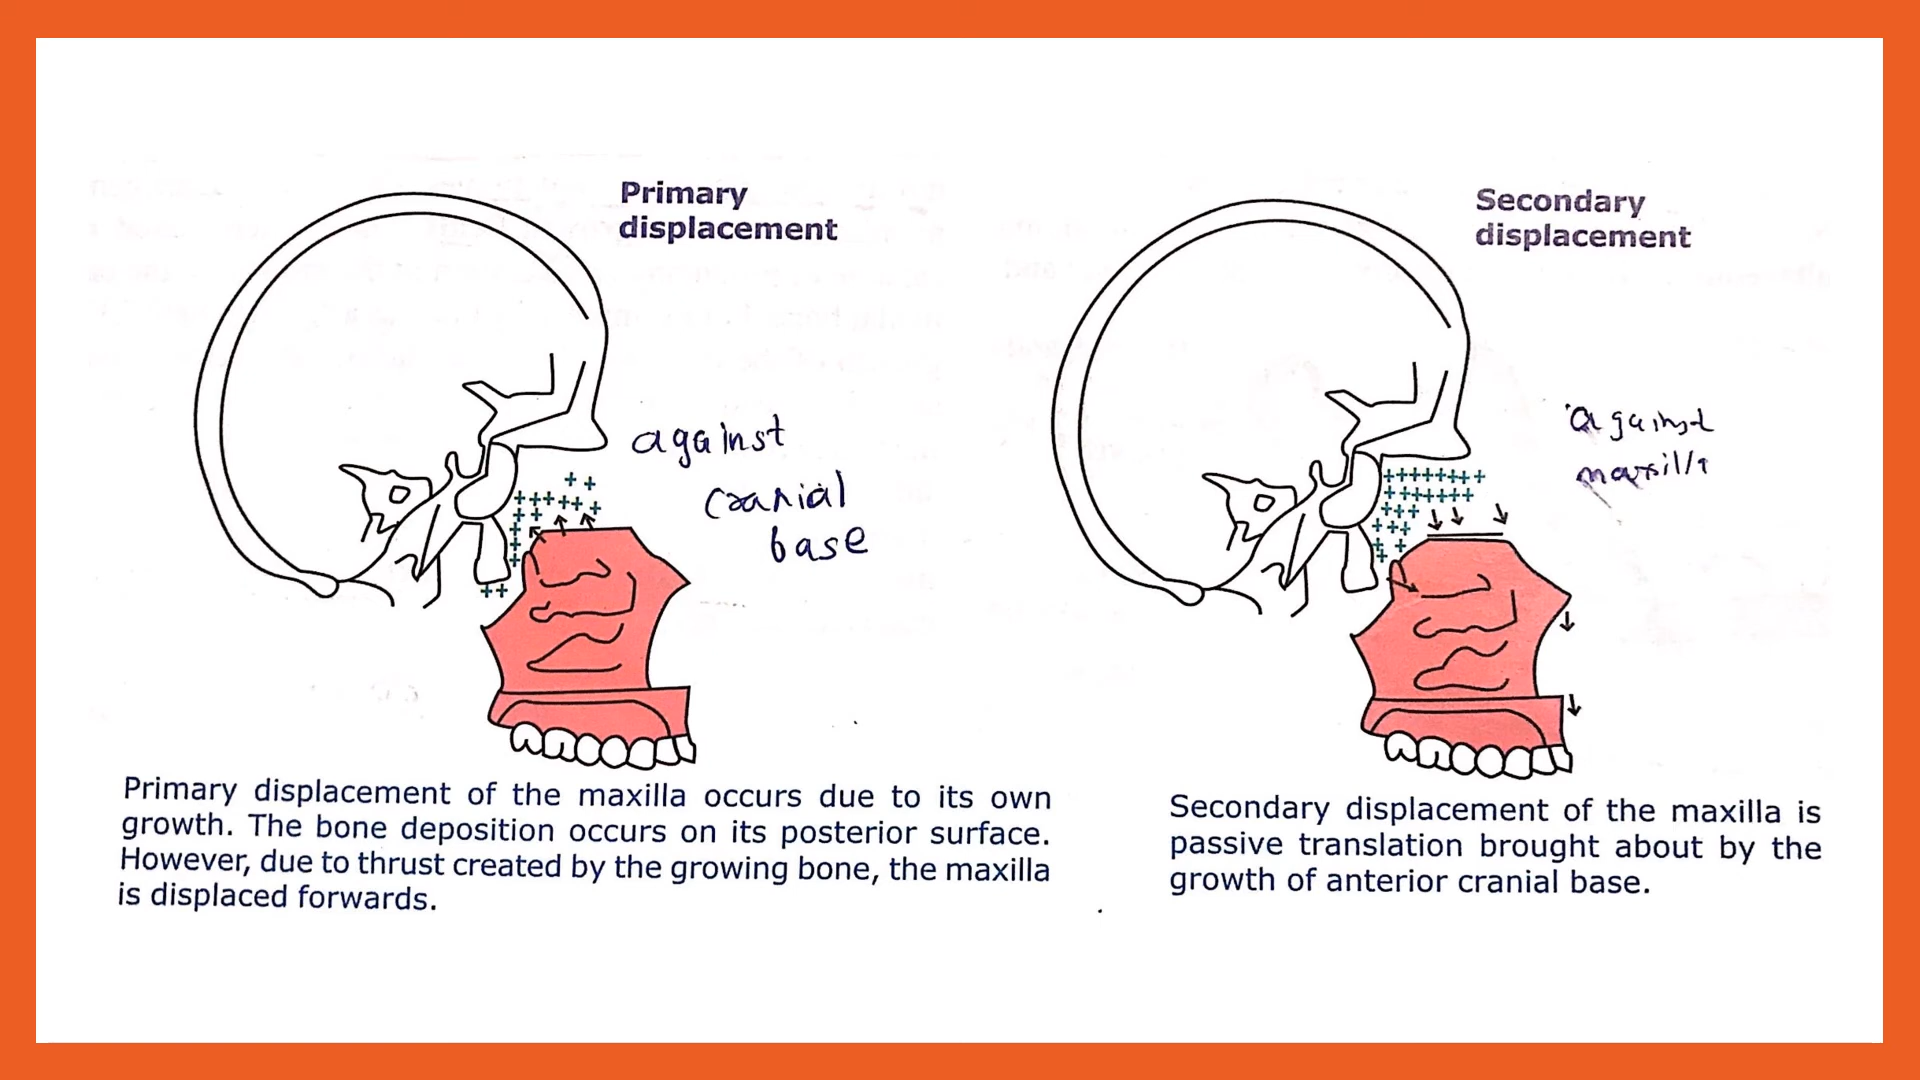 Primary
displacement
against
cranial
base
Primary displacement of the maxilla occurs due to its own
growth. The bone deposition occurs on its posterior surface.
However, due to thrust created by the growing bone, the maxilla
is displaced forwards.
Secondary
displacement
against
maxilla
Secondary displacement of the maxilla is
passive translation brought about by the
growth of anterior cranial base.